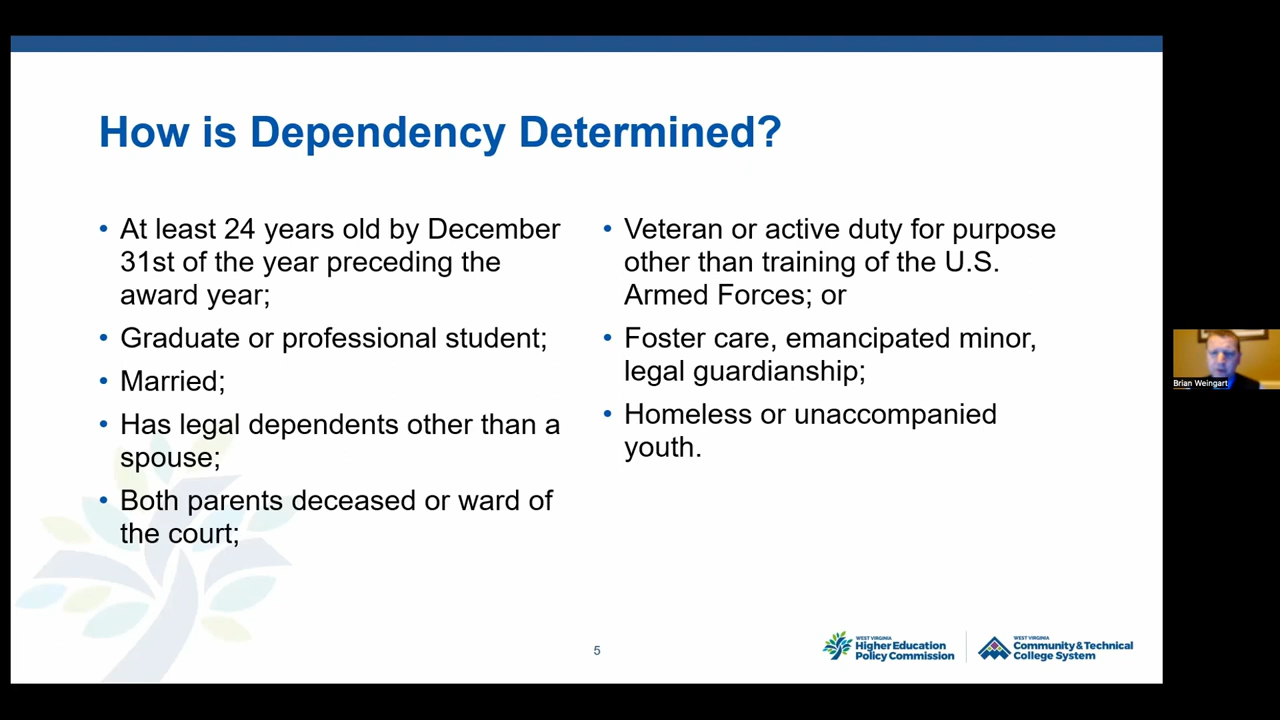 How is Dependency Determined?
• At least 24 years old by December
31st of the year preceding the
award year;
• Graduate or professional student;
• Married;
• Has legal dependents other than a
spouse;
• Both parents deceased or ward of
the court;
• Veteran or active duty for purpose
other than training of the U.S.
Armed Forces; or
• Foster care, emancipated minor,
legal guardianship;
• Homeless or unaccompanied
youth.
Brian Weingart
5
WEST VIRGINIA
Higher Education
Policy Commission
WEST VIRGINIA
Community & Technical
College System